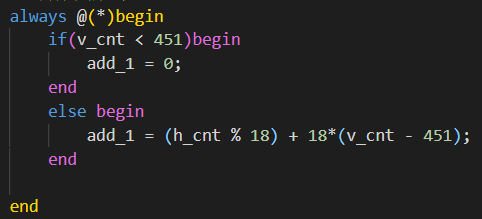 always @(*)begin
    if(v_cnt < 451)begin
        add_1 = 0;
    end
    else begin
        add_1 = (h_cnt % 18) + 18*(v_cnt - 451);
    end
end